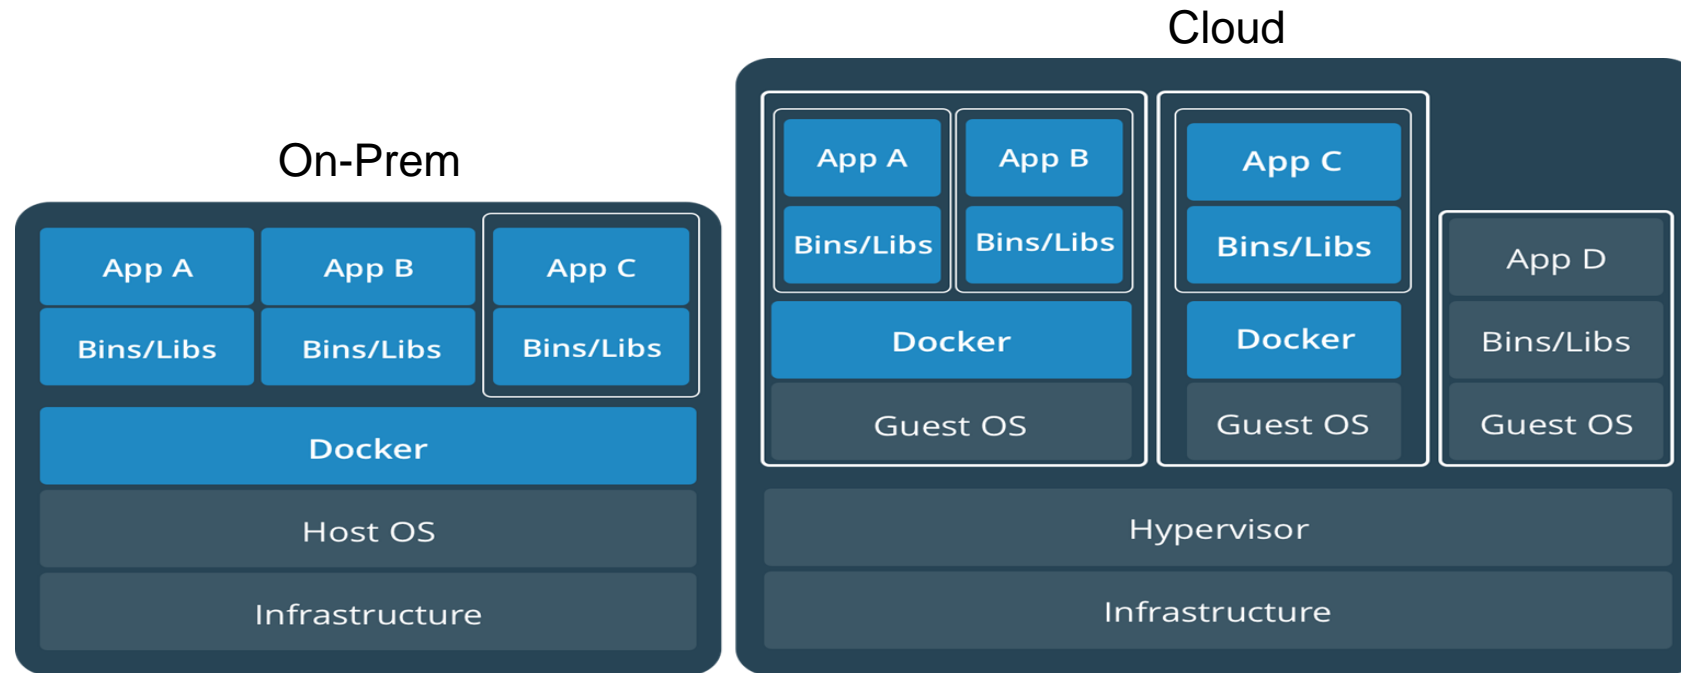 On-Prem
App A
App B
App C
Bins/Libs
Bins/Libs
Bins/Libs
Docker
Host OS
Infrastructure
Cloud
App A
App B
Bins/Libs
Bins/Libs
Docker
Guest OS
App C
Bins/Libs
Docker
Guest OS
App D
Bins/Libs
Guest OS
Hypervisor
Infrastructure